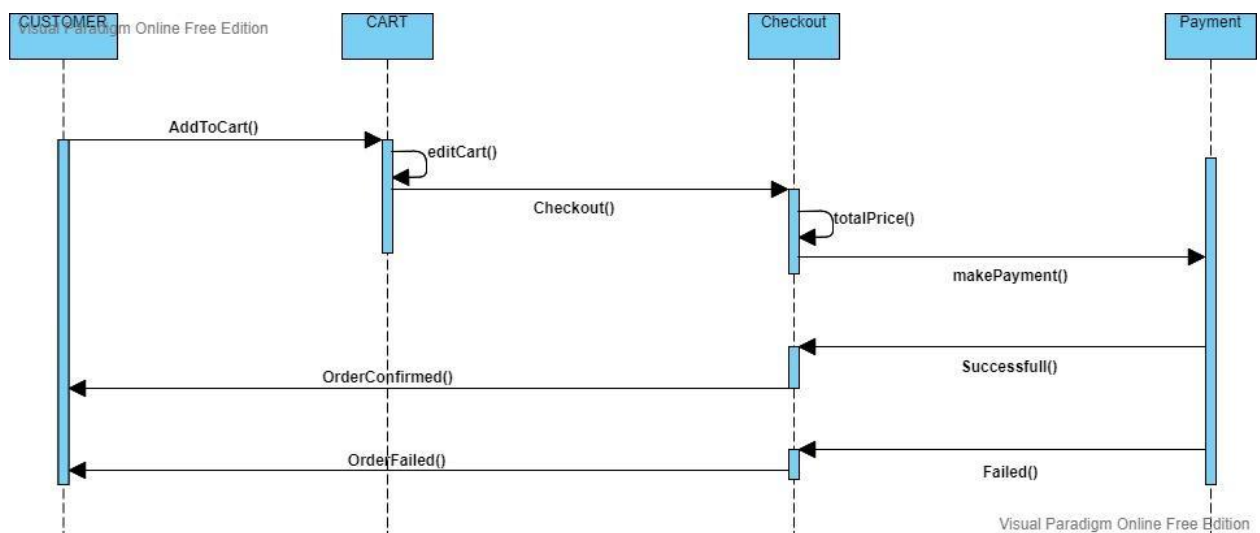 CUSTOMER
Visual Paradigm Online Free Edition
CART
Checkout
Payment
AddToCart()
editCart()
Checkout()
totalPrice()
makePayment()
Successfull()
OrderConfirmed()
OrderFailed()
Failed()
Visual Paradigm Online Free Edition